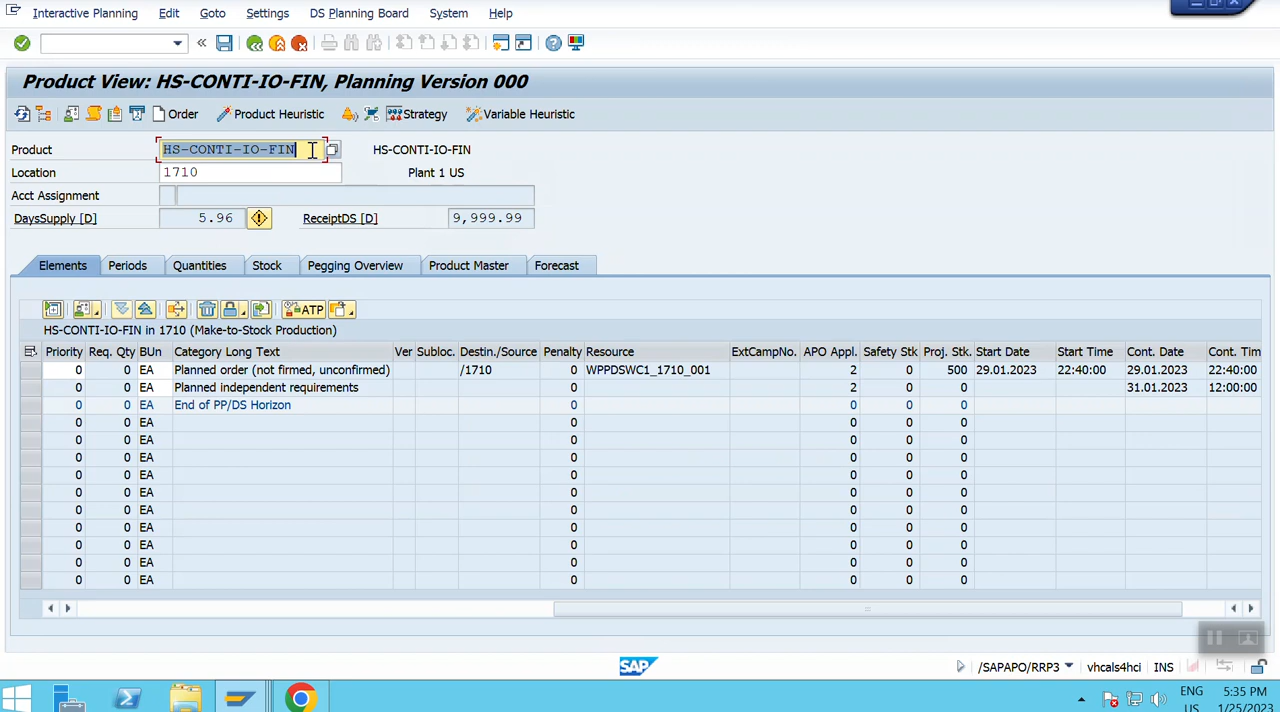 Interactive Planning Edit Goto Settings DS Planning Board System Help
Product View: HS-CONTI-IO-FIN, Planning Version 000
Order Product Heuristic Strategy Variable Heuristic
Product HS-CONTI-IO-FIN HS-CONTI-IO-FIN
Location 1710 Plant 1 US
Acct Assignment
DaysSupply [D] 5.96 ReceiptDS [D] 9,999.99
Elements Periods Quantities Stock Pegging Overview Product Master Forecast
ATP
HS-CONTI-IO-FIN in 1710 (Make-to-Stock Production)
Priority Req. Qty BUn Category Long Text Ver Subloc. Destin./Source Penalty Resource ExtCampNo. APO Appl. Safety Stk Proj. Stk. Start Date Start Time Cont. Date Cont. Tim
0 0 EA Planned order (not firmed, unconfirmed) /1710 0 WPPDSWC1_1710_001 2 0 500 29.01.2023 22:40:00 29.01.2023 22:40:00
0 0 EA Planned independent requirements 0 2 0 0 31.01.2023 12:00:00
0 0 EA End of PP/DS Horizon 0 0 0 0
0 0 EA 0 0 0 0
0 0 EA 0 0 0 0
0 0 EA 0 0 0 0
0 0 EA 0 0 0 0
0 0 EA 0 0 0 0
0 0 EA 0 0 0 0
0 0 EA 0 0 0 0
0 0 EA 0 0 0 0
0 0 EA 0 0 0 0
0 0 EA 0 0 0 0
SAP /SAPAPO/RRP3 vhcals4hci INS
ENG 5:35 PM
US 1/25/2023